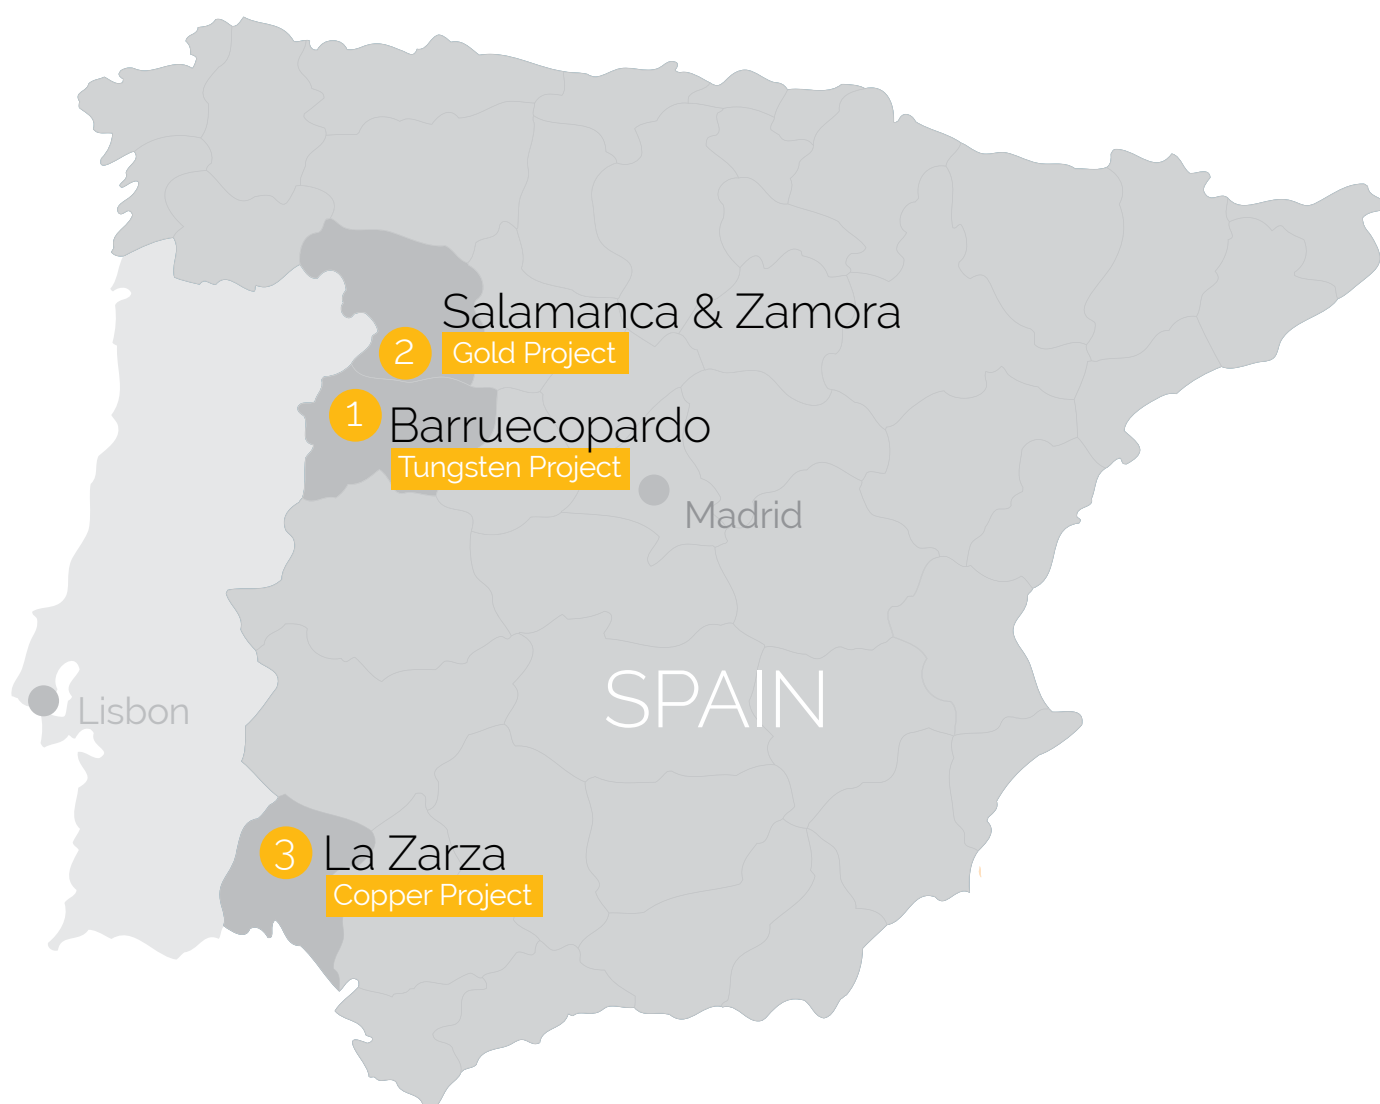 Salamanca & Zamora
2
Gold Project
1
Barruecopardo
Tungsten Project
Madrid
SPAIN
Lisbon
3
La Zarza
Copper Project